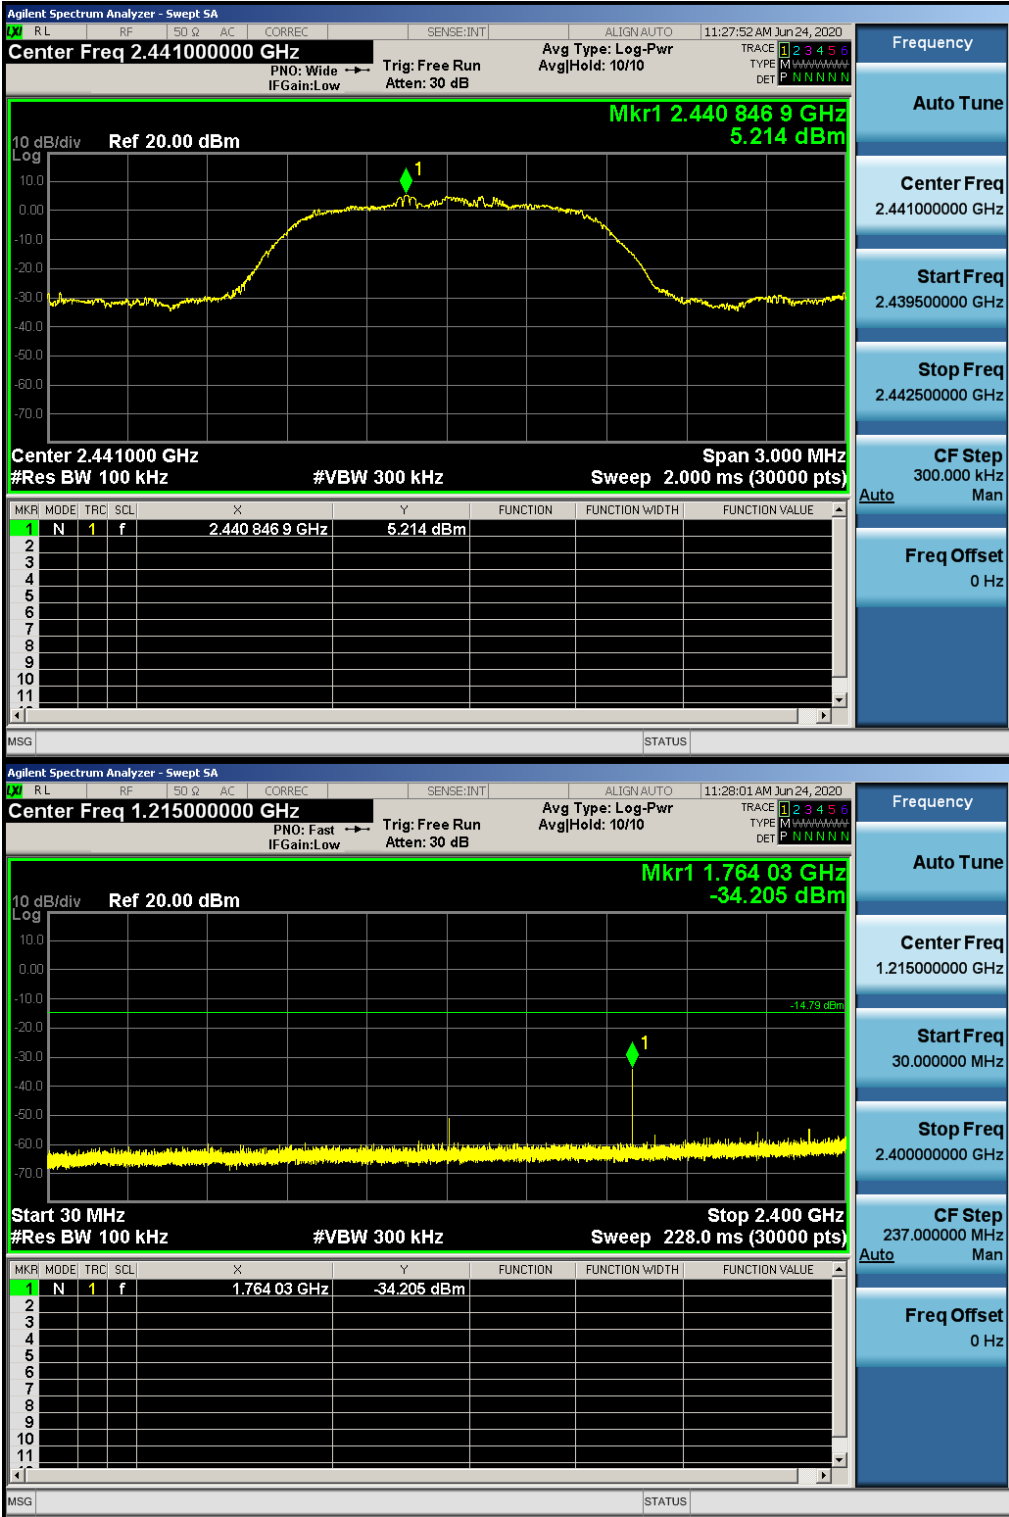 Agilent Spectrum Analyzer - Swept SA
LXI RL RF 50 Ω AC CORREC SENSE:INT ALIGN AUTO 11:27:52 AM Jun 24, 2020
Center Freq 2.441000000 GHz
PNO: Wide
IFGain:Low
Trig: Free Run
Atten: 30 dB
Avg Type: Log-Pwr
Avg|Hold: 10/10
TRACE 1 2 3 4 5 6
TYPE M WWWWW
DET P N N N N N
Mkr1 2.440 846 9 GHz
5.214 dBm
10 dB/div Ref 20.00 dBm
Log
10.0
0.00
-10.0
-20.0
-30.0
-40.0
-50.0
-60.0
-70.0
1
Center 2.441000 GHz Span 3.000 MHz
#Res BW 100 kHz #VBW 300 kHz Sweep 2.000 ms (30000 pts)
MKR MODE TRC SCL X Y FUNCTION FUNCTION WIDTH FUNCTION VALUE
1 N 1 f 2.440 846 9 GHz 5.214 dBm
2
3
4
5
6
7
8
9
10
11
MSG STATUS
Frequency
Auto Tune
Center Freq
2.441000000 GHz
Start Freq
2.439500000 GHz
Stop Freq
2.442500000 GHz
CF Step
300.000 kHz
Auto Man
Freq Offset
0 Hz
Agilent Spectrum Analyzer - Swept SA
LXI RL RF 50 Ω AC CORREC SENSE:INT ALIGN AUTO 11:28:01 AM Jun 24, 2020
Center Freq 1.215000000 GHz
PNO: Fast
IFGain:Low
Trig: Free Run
Atten: 30 dB
Avg Type: Log-Pwr
Avg|Hold: 10/10
TRACE 1 2 3 4 5 6
TYPE M WWWWW
DET P N N N N N
Mkr1 1.764 03 GHz
-34.205 dBm
10 dB/div Ref 20.00 dBm
Log
10.0
0.00
-10.0
-20.0
-30.0
-40.0
-50.0
-60.0
-70.0
-14.79 dBm
1
Start 30 MHz Stop 2.400 GHz
#Res BW 100 kHz #VBW 300 kHz Sweep 228.0 ms (30000 pts)
MKR MODE TRC SCL X Y FUNCTION FUNCTION WIDTH FUNCTION VALUE
1 N 1 f 1.764 03 GHz -34.205 dBm
2
3
4
5
6
7
8
9
10
11
MSG STATUS
Frequency
Auto Tune
Center Freq
1.215000000 GHz
Start Freq
30.000000 MHz
Stop Freq
2.400000000 GHz
CF Step
237.000000 MHz
Auto Man
Freq Offset
0 Hz